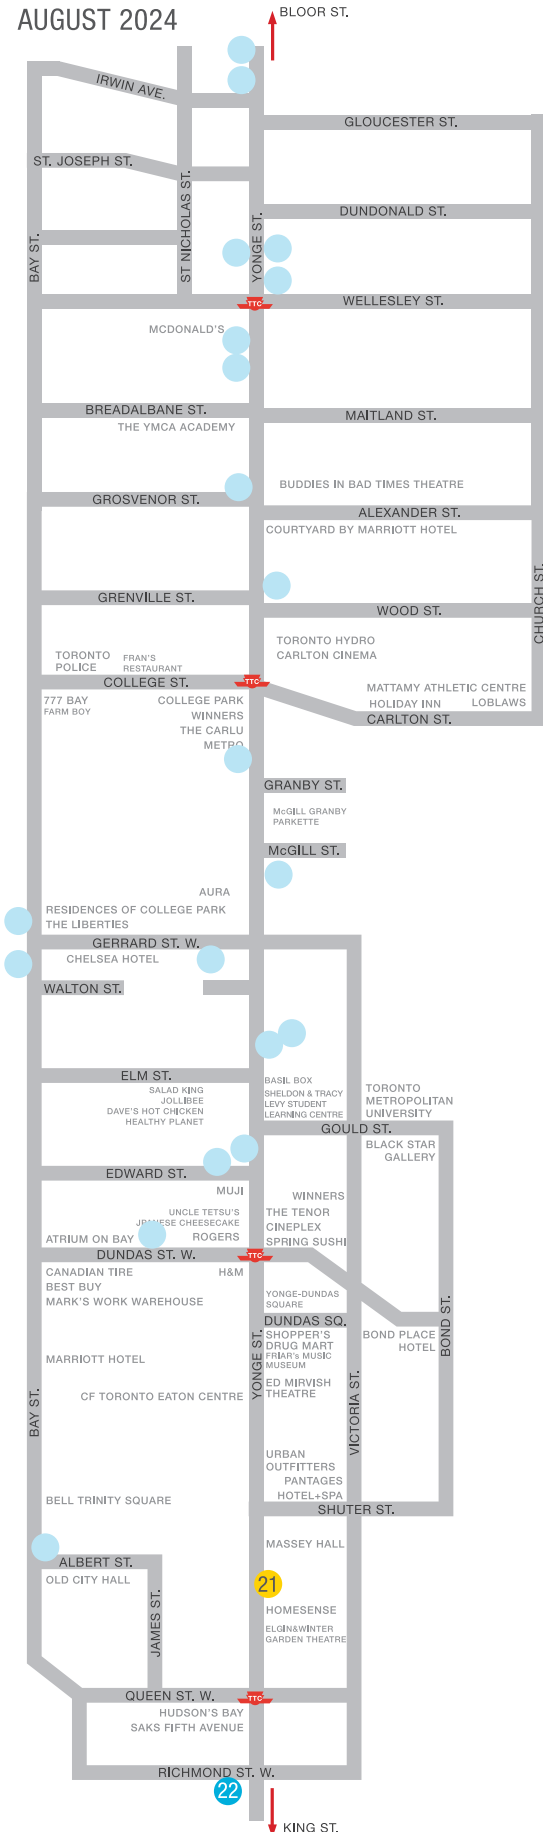 AUGUST 2024
BLOOR ST.
IRWIN AVE.
GLOUCESTER ST.
ST. JOSEPH ST.
ST NICHOLAS ST.
DUNDONALD ST.
BAY ST.
YONGE ST.
TTC
WELLESLEY ST.
MCDONALD'S
BREADALBANE ST.
MAITLAND ST.
THE YMCA ACADEMY
BUDDIES IN BAD TIMES THEATRE
GROSVENOR ST.
ALEXANDER ST.
COURTYARD BY MARRIOTT HOTEL
CHURCH ST.
GRENVILLE ST.
WOOD ST.
TORONTO HYDRO
CARLTON CINEMA
TORONTO
POLICE
FRAN'S
RESTAURANT
COLLEGE ST.
TTC
MATTAMY ATHLETIC CENTRE
HOLIDAY INN
LOBLAWS
CARLTON ST.
777 BAY
FARM BOY
COLLEGE PARK
WINNERS
THE CARLU
METRO
GRANBY ST.
McGILL GRANBY
PARKETTE
McGILL ST.
AURA
RESIDENCES OF COLLEGE PARK
THE LIBERTIES
GERRARD ST. W.
CHELSEA HOTEL
WALTON ST.
ELM ST.
SALAD KING
JOLLIBEE
DAVE'S HOT CHICKEN
HEALTHY PLANET
BASIL BOX
SHELDON & TRACY
LEVY STUDENT
LEARNING CENTRE
TORONTO
METROPOLITAN
UNIVERSITY
GOULD ST.
BLACK STAR
GALLERY
EDWARD ST.
MUJI
WINNERS
UNCLE TETSU'S
JPANESE CHEESECAKE
THE TENOR
CINEPLEX
SPRING SUSHI
ATRIUM ON BAY
ROGERS
DUNDAS ST. W.
TTC
CANADIAN TIRE
BEST BUY
MARK'S WORK WAREHOUSE
H&M
YONGE-DUNDAS
SQUARE
DUNDAS SQ.
SHOPPER'S
DRUG MART
FRIAR's MUSIC
MUSEUM
BOND PLACE
HOTEL
BOND ST.
MARRIOTT HOTEL
YONGE ST.
ED MIRVISH
THEATRE
CF TORONTO EATON CENTRE
BAY ST.
VICTORIA ST.
URBAN
OUTFITTERS
PANTAGES
HOTEL+SPA
BELL TRINITY SQUARE
SHUTER ST.
MASSEY HALL
ALBERT ST.
OLD CITY HALL
21
JAMES ST.
HOMESENSE
ELGIN&WINTER
GARDEN THEATRE
QUEEN ST. W.
TTC
HUDSON'S BAY
SAKS FIFTH AVENUE
RICHMOND ST. W.
22
KING ST.